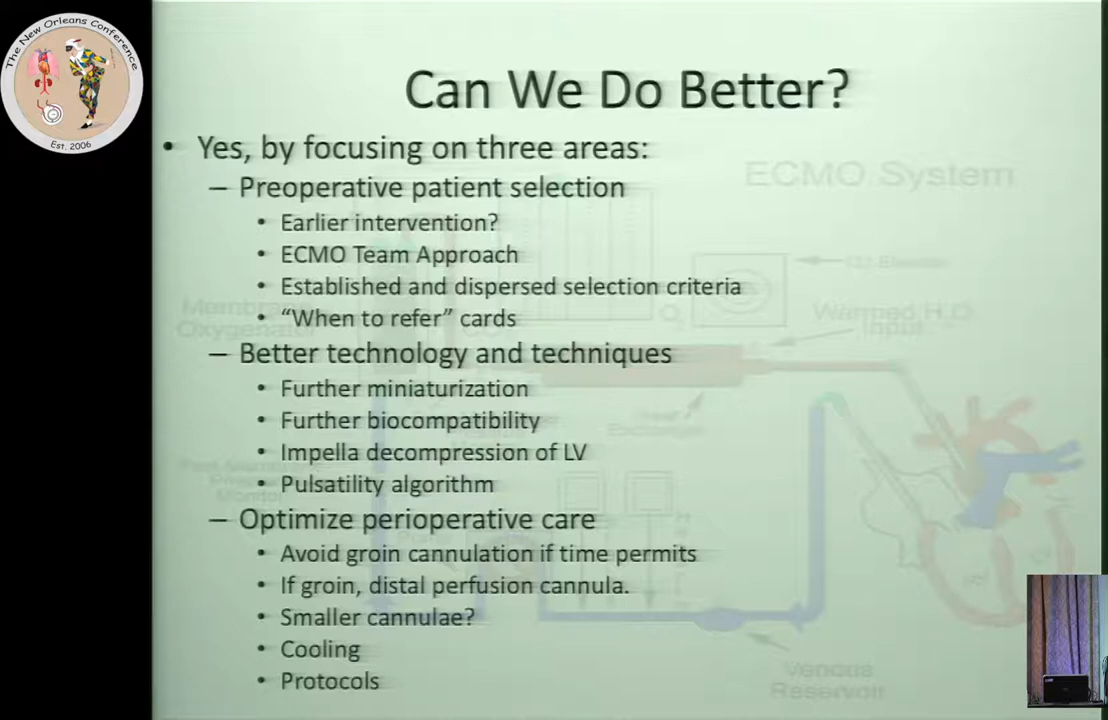 The New Orleans Conference
Est. 2006
Can We Do Better?
• Yes, by focusing on three areas:
– Preoperative patient selection
• Earlier intervention?
• ECMO Team Approach
• Established and dispersed selection criteria
• “When to refer” cards
– Better technology and techniques
• Further miniaturization
• Further biocompatibility
• Impella decompression of LV
• Pulsatility algorithm
– Optimize perioperative care
• Avoid groin cannulation if time permits
• If groin, distal perfusion cannula.
• Smaller cannulae?
• Cooling
• Protocols
ECMO System
Membrane
Oxygenator
Warmed H2O
Input
Venous
Reservoir